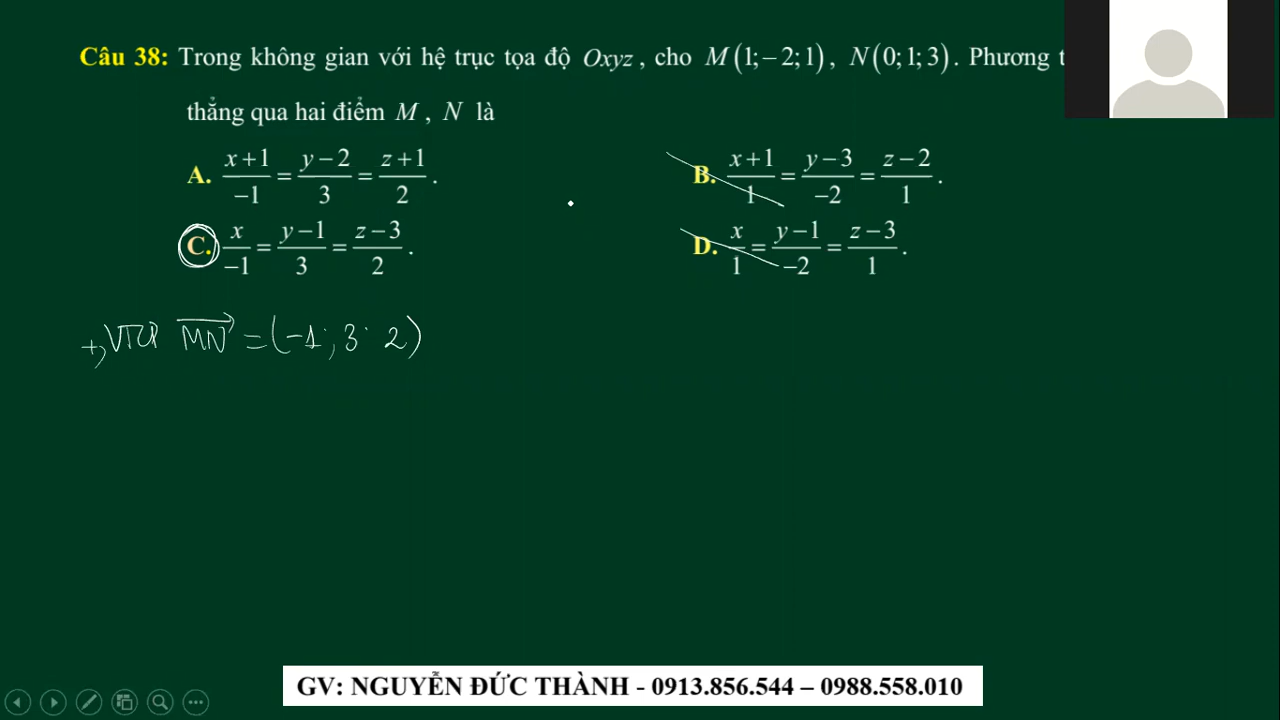 Câu 38: Trong không gian với hệ trục tọa độ Oxyz, cho M(1;−2;1), N(0;1;3). Phương t
thẳng qua hai điểm M, N là
A. (x+1)/(−1) = (y−2)/3 = (z+1)/2. B. (x+1)/1 = (y−3)/(−2) = (z−2)/1.
C. x/(−1) = (y−1)/3 = (z−3)/2. D. x/1 = (y−1)/(−2) = (z−3)/1.
+, VTCP MN = (−1; 3; 2)
GV: NGUYỄN ĐỨC THÀNH - 0913.856.544 – 0988.558.010